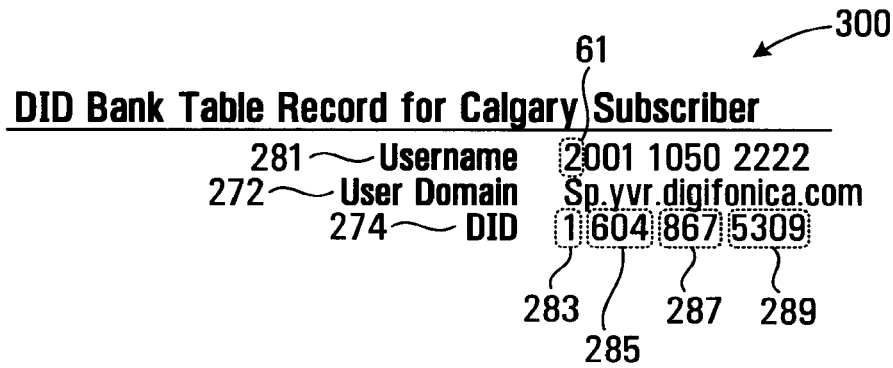 300
61
DID Bank Table Record for Calgary Subscriber
281 Username 2001 1050 2222
272 User Domain Sp.yvr.digifonica.com
274 DID 1 604 867 5309
283 287 289
285